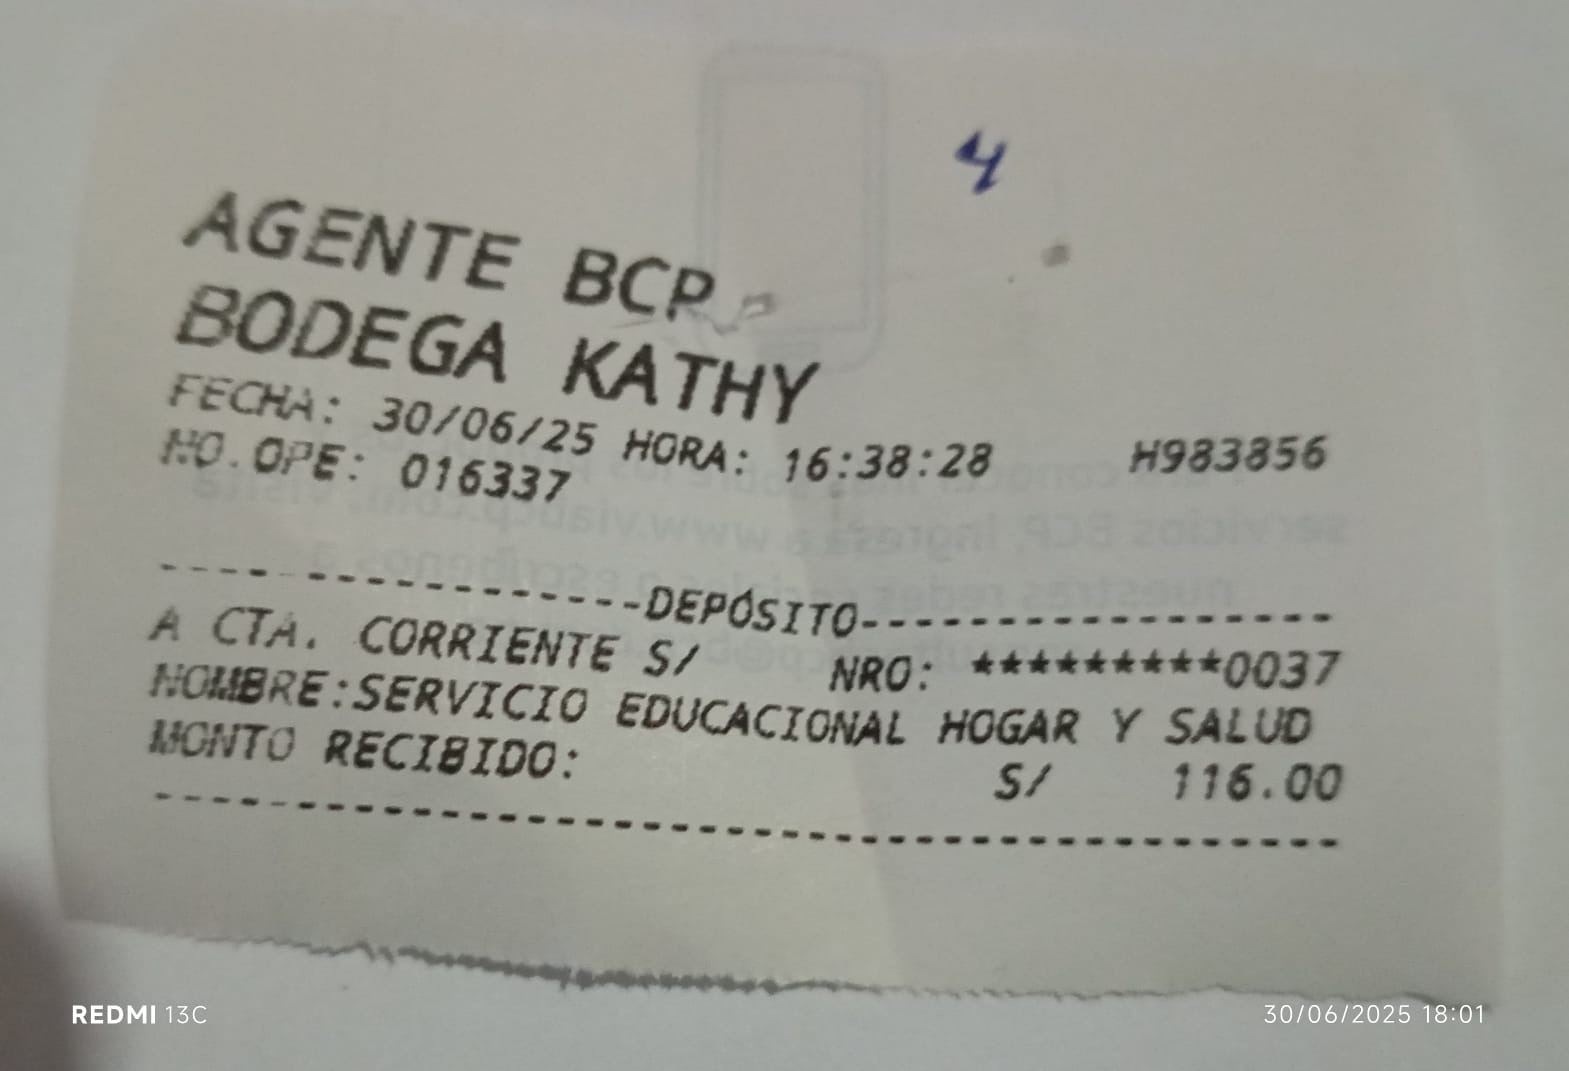 4
AGENTE BCP
BODEGA KATHY
FECHA: 30/06/25 HORA: 16:38:28 H983856
NO.OPE: 016337
----------------DEPÓSITO-----------------
A CTA. CORRIENTE S/ NRO: *********0037
NOMBRE:SERVICIO EDUCACIONAL HOGAR Y SALUD
MONTO RECIBIDO: S/ 116.00
REDMI 13C
30/06/2025 18:01